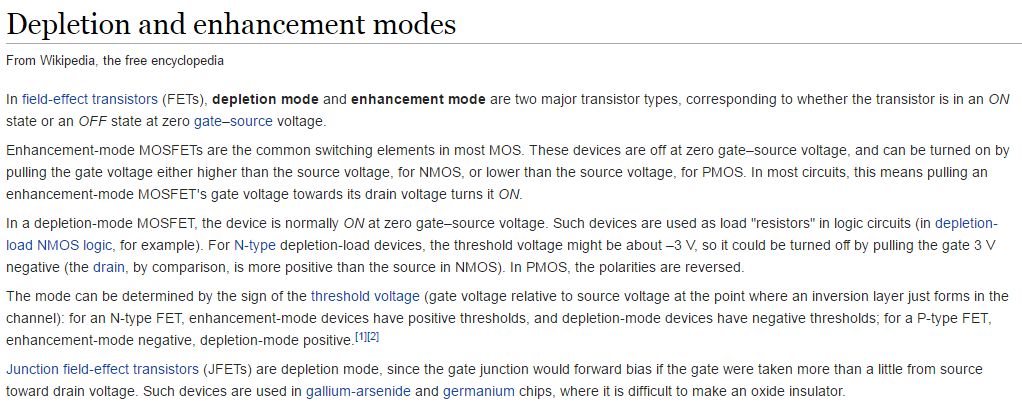 Depletion and enhancement modes
From Wikipedia, the free encyclopedia
In field-effect transistors (FETs), depletion mode and enhancement mode are two major transistor types, corresponding to whether the transistor is in an ON
state or an OFF state at zero gate–source voltage.
Enhancement-mode MOSFETs are the common switching elements in most MOS. These devices are off at zero gate–source voltage, and can be turned on by
pulling the gate voltage either higher than the source voltage, for NMOS, or lower than the source voltage, for PMOS. In most circuits, this means pulling an
enhancement-mode MOSFET's gate voltage towards its drain voltage turns it ON.
In a depletion-mode MOSFET, the device is normally ON at zero gate–source voltage. Such devices are used as load "resistors" in logic circuits (in depletion-
load NMOS logic, for example). For N-type depletion-load devices, the threshold voltage might be about –3 V, so it could be turned off by pulling the gate 3 V
negative (the drain, by comparison, is more positive than the source in NMOS). In PMOS, the polarities are reversed.
The mode can be determined by the sign of the threshold voltage (gate voltage relative to source voltage at the point where an inversion layer just forms in the
channel): for an N-type FET, enhancement-mode devices have positive thresholds, and depletion-mode devices have negative thresholds; for a P-type FET,
enhancement-mode negative, depletion-mode positive.[1][2]
Junction field-effect transistors (JFETs) are depletion mode, since the gate junction would forward bias if the gate were taken more than a little from source
toward drain voltage. Such devices are used in gallium-arsenide and germanium chips, where it is difficult to make an oxide insulator.